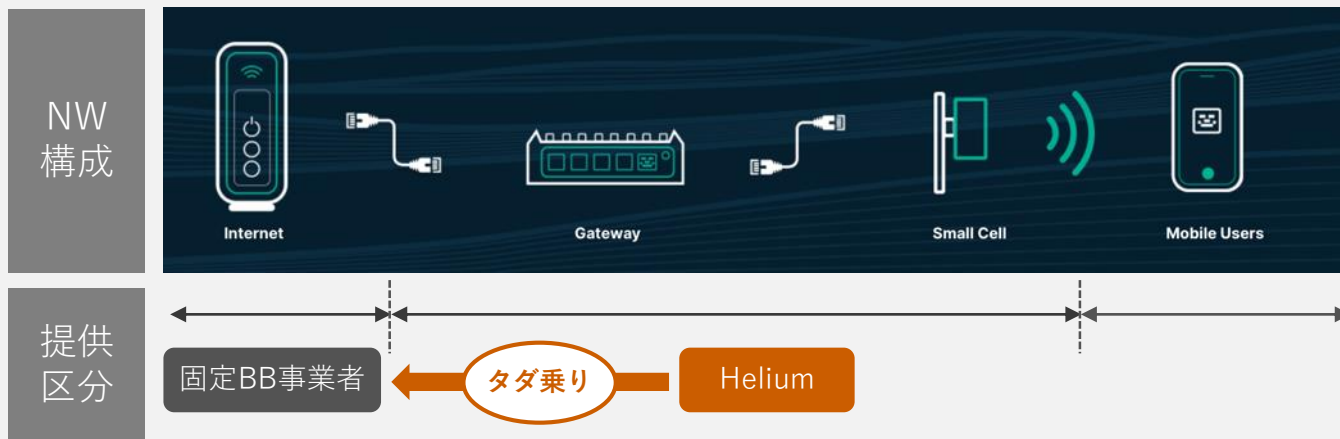 NW
構成
Internet
Gateway
Small Cell
Mobile Users
提供
区分
固定BB事業者
タダ乗り
Helium